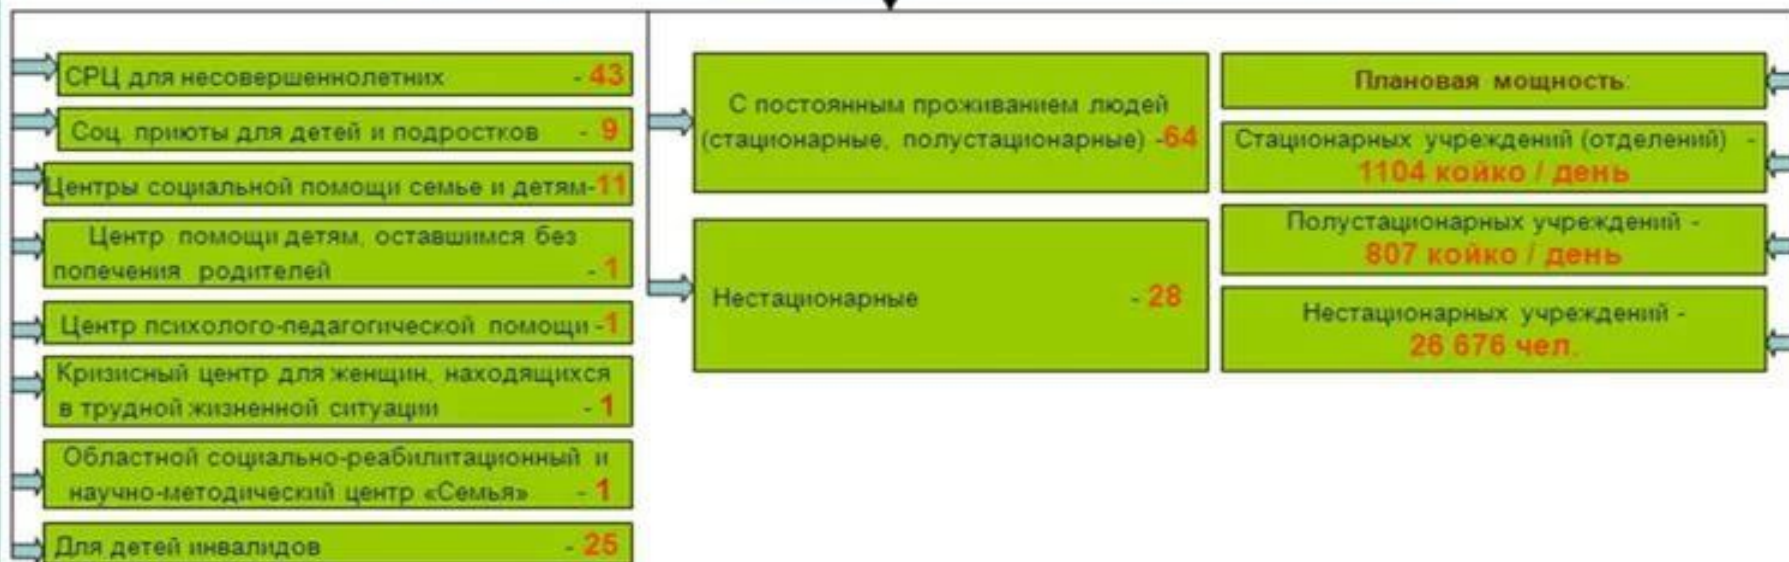 СРЦ для несовершеннолетних - 43
Соц. приюты для детей и подростков - 9
Центры социальной помощи семье и детям-11
Центр помощи детям, оставшимся без
попечения родителей - 1
Центр психолого-педагогической помощи -1
Кризисный центр для женщин, находящихся
в трудной жизненной ситуации - 1
Областной социально-реабилитационный и
научно-методический центр «Семья» - 1
Для детей инвалидов - 25
С постоянным проживанием людей
(стационарные, полустационарные) -64
Нестационарные - 28
Плановая мощность:
Стационарных учреждений (отделений) -
1104 койко / день
Полустационарных учреждений -
807 койко / день
Нестационарных учреждений -
26 676 чел.